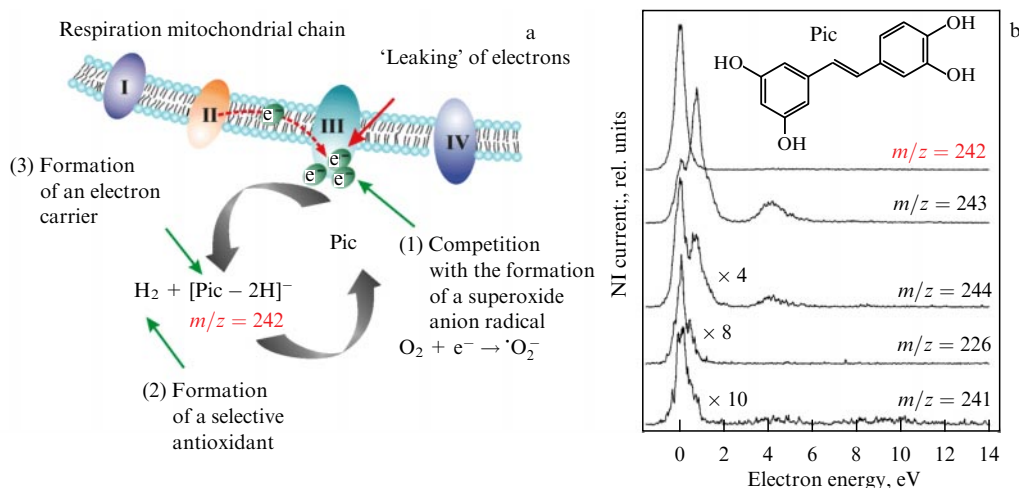 Respiration mitochondrial chain
a
‘Leaking’ of electrons
I
II
e⁻
III
IV
e⁻
e⁻
e⁻
(3) Formation
of an electron
carrier
Pic
(1) Competition
with the formation
of a superoxide
anion radical
O₂ + e⁻ → ˙O₂⁻
H₂ + [Pic − 2H]⁻
m/z = 242
(2) Formation
of a selective
antioxidant
b
Pic
OH
OH
HO
OH
NI current;, rel. units
m/z = 242
m/z = 243
× 4
m/z = 244
× 8
m/z = 226
× 10
m/z = 241
0 2 4 6 8 10 12 14
Electron energy, eV